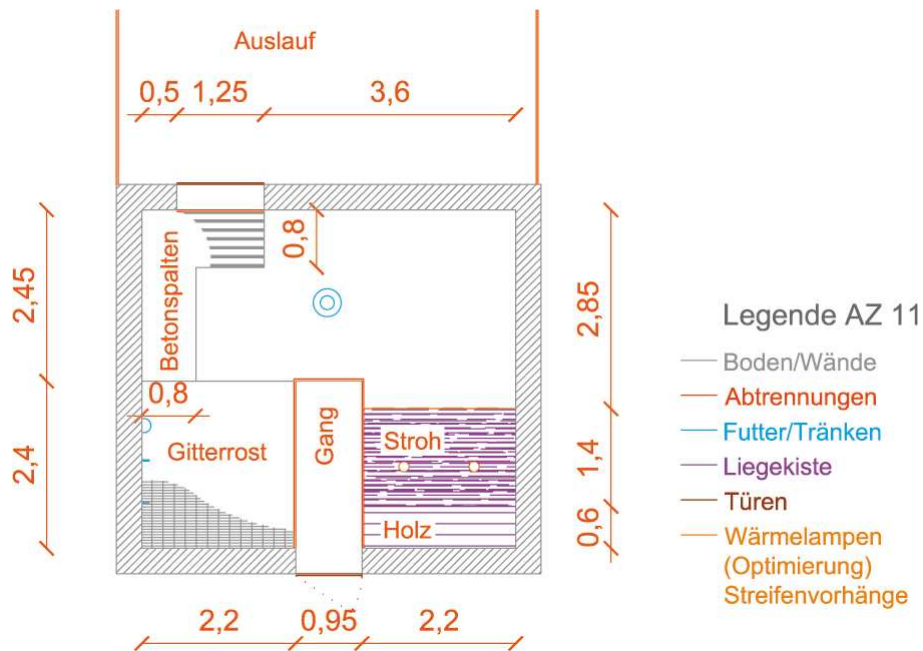 Auslauf
0,5 1,25 3,6
2,45
Betonspalten
0,8
2,85
0,8
2,4
Gitterrost
Gang
Stroh
1,4
Holz
0,6
2,2 0,95 2,2
Legende AZ 11
Boden/Wände
Abtrennungen
Futter/Tränken
Liegekiste
Türen
Wärmelampen
(Optimierung)
Streifenvorhänge